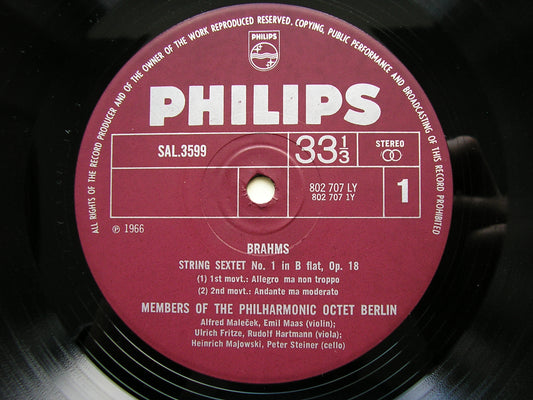 ALL RIGHTS OF THE RECORD PRODUCER AND OF THE OWNER OF THE WORK REPRODUCED RESERVED. COPYING, PUBLIC PERFORMANCE AND BROADCASTING OF THIS RECORD PROHIBITED
PHILIPS
PHILIPS
SAL.3599
33⅓
STEREO
802 707 LY
802 707 1Y
1
℗ 1966
BRAHMS
STRING SEXTET No. 1 in B flat, Op. 18
(1) 1st movt.: Allegro ma non troppo
(2) 2nd movt.: Andante ma moderato
MEMBERS OF THE PHILHARMONIC OCTET BERLIN
Alfred Maleček, Emil Maas (violin);
Ulrich Fritze, Rudolf Hartmann (viola);
Heinrich Majowski, Peter Steiner (cello)